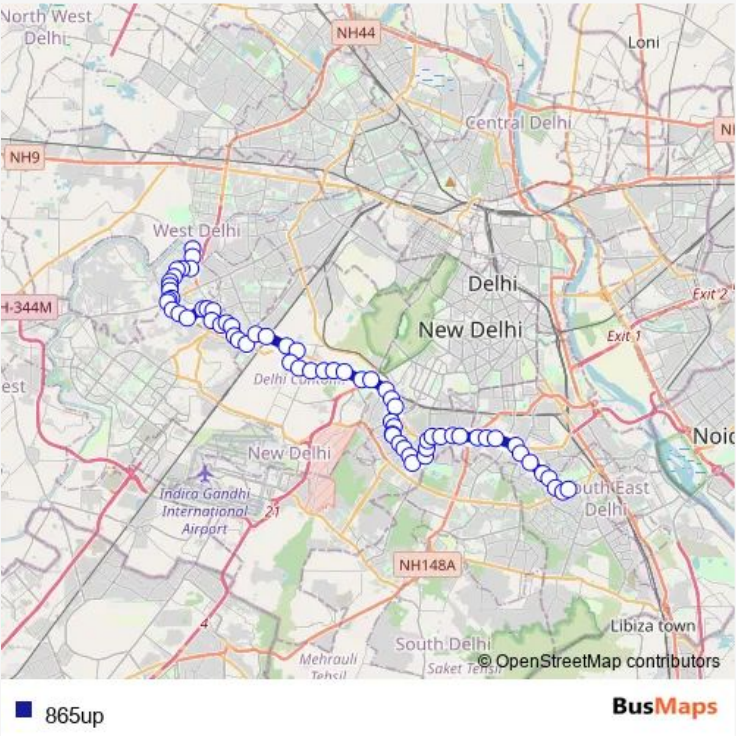 North West
Delhi
NH44
Loni
Central Delhi
NH9
West Delhi
Delhi
H-344M
Exit 2
New Delhi
Exit 1
est
Delhi
New Delhi
Indira Gandhi
International
Airport
21
South East
Delhi
NH148A
4
Libiza town
South Delhi
Mehrauli
Tehsil
Saket Tehsil
© OpenStreetMap contributors
865up
BusMaps